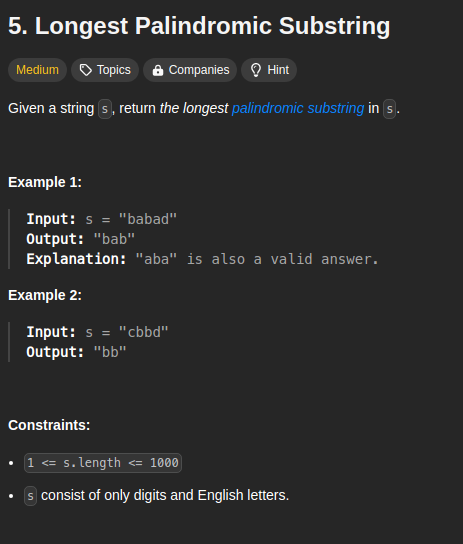 5. Longest Palindromic Substring
Medium Topics Companies Hint
Given a string s, return the longest palindromic substring in s.
Example 1:
Input: s = "babad"
Output: "bab"
Explanation: "aba" is also a valid answer.
Example 2:
Input: s = "cbbd"
Output: "bb"
Constraints:
• 1 <= s.length <= 1000
• s consist of only digits and English letters.